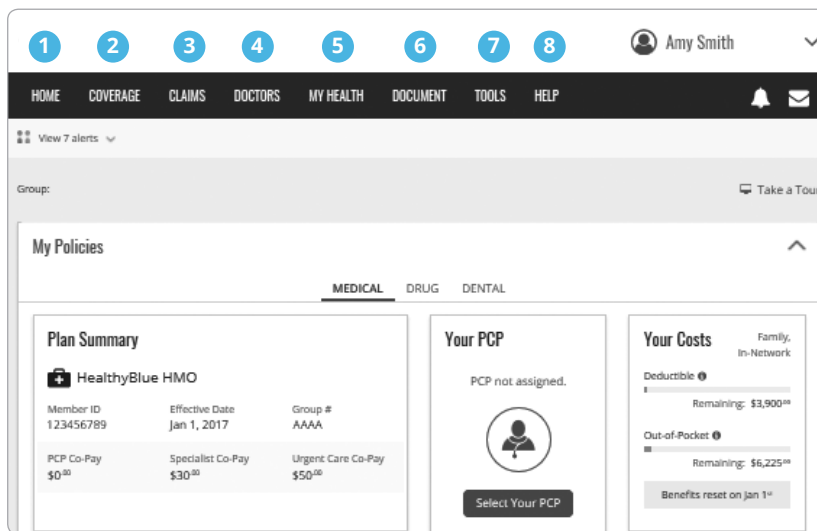 1 2 3 4 5 6 7 8
Amy Smith
HOME COVERAGE CLAIMS DOCTORS MY HEALTH DOCUMENT TOOLS HELP
View 7 alerts
Group:
Take a Tour
My Policies
MEDICAL DRUG DENTAL
Plan Summary
HealthyBlue HMO
Member ID Effective Date Group #
123456789 Jan 1, 2017 AAAA
PCP Co-Pay Specialist Co-Pay Urgent Care Co-Pay
$0.00 $30.00 $50.00
Your PCP
PCP not assigned.
Select Your PCP
Your Costs
Family,
In-Network
Deductible
Remaining: $3,900.00
Out-of-Pocket
Remaining: $6,225.00
Benefits reset on Jan 1st